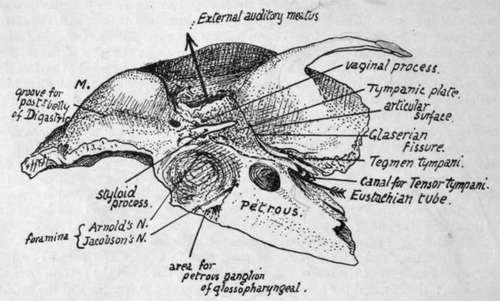 External auditory meatus
M.
groove for
post: belly
of Digastric
vaginal process.
Tympanic plate.
articular
surface.
Glaserian
Fissure.
Tegmen tympani.
Canal for Tensor tympani.
Eustachian tube.
Styloid
process.
Petrous.
foramina { Arnold's N.
Jacobson's N.
area for
petrous ganglion
of glossopharyngeal.